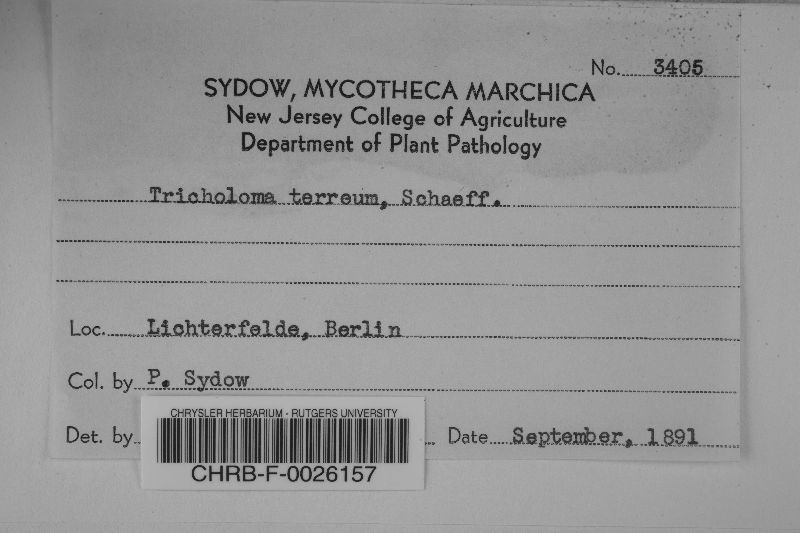 No. 3405
SYDOW, MYCOTHECA MARCHICA
New Jersey College of Agriculture
Department of Plant Pathology
Tricholoma terreum, Schaeff.
Loc. Lichterfelde, Berlin
Col. by P. Sydow
Det. by Date September, 1891
CHRYSLER HERBARIUM - RUTGERS UNIVERSITY
CHRB-F-0026157